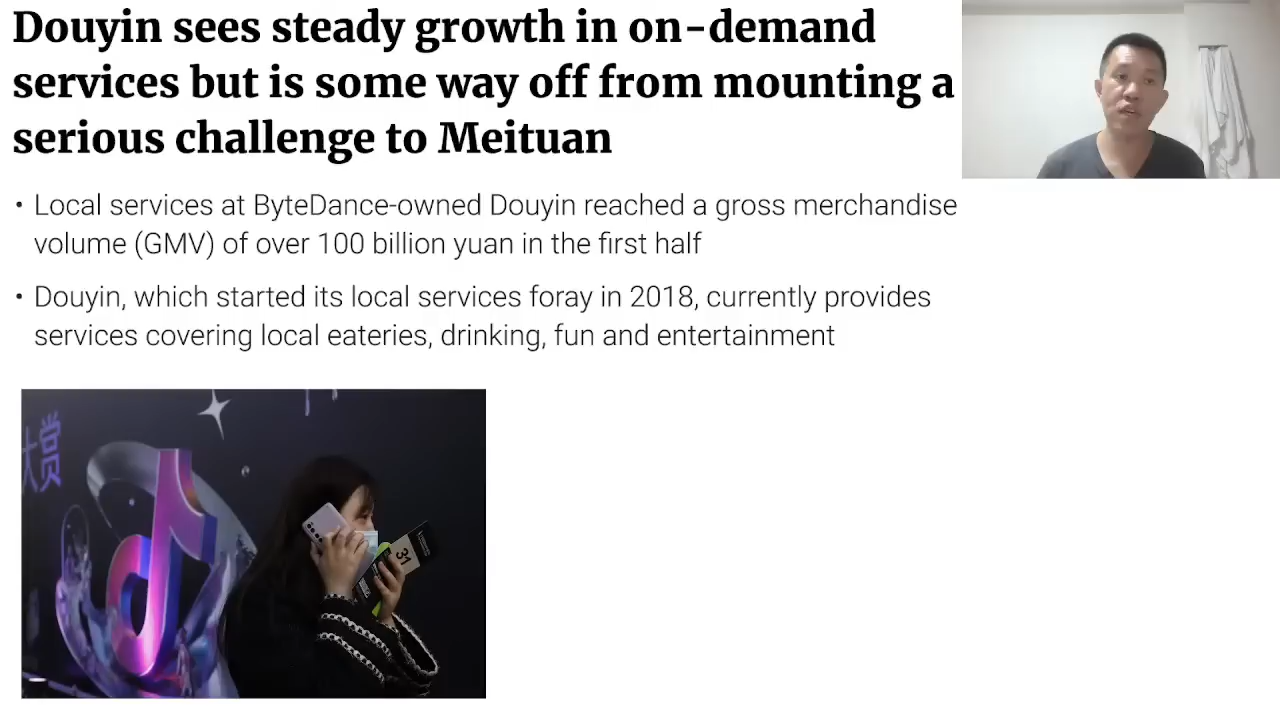 Douyin sees steady growth in on-demand
services but is some way off from mounting a
serious challenge to Meituan
• Local services at ByteDance-owned Douyin reached a gross merchandise
volume (GMV) of over 100 billion yuan in the first half
• Douyin, which started its local services foray in 2018, currently provides
services covering local eateries, drinking, fun and entertainment
大赏
31